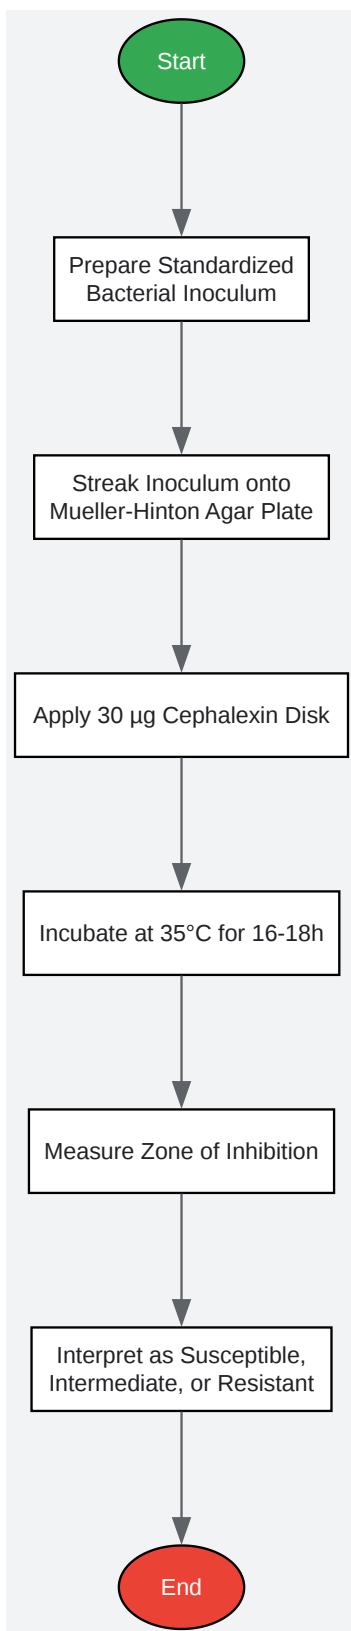 Start
Prepare Standardized
Bacterial Inoculum
Streak Inoculum onto
Mueller-Hinton Agar Plate
Apply 30 µg Cephalexin Disk
Incubate at 35°C for 16-18h
Measure Zone of Inhibition
Interpret as Susceptible,
Intermediate, or Resistant
End